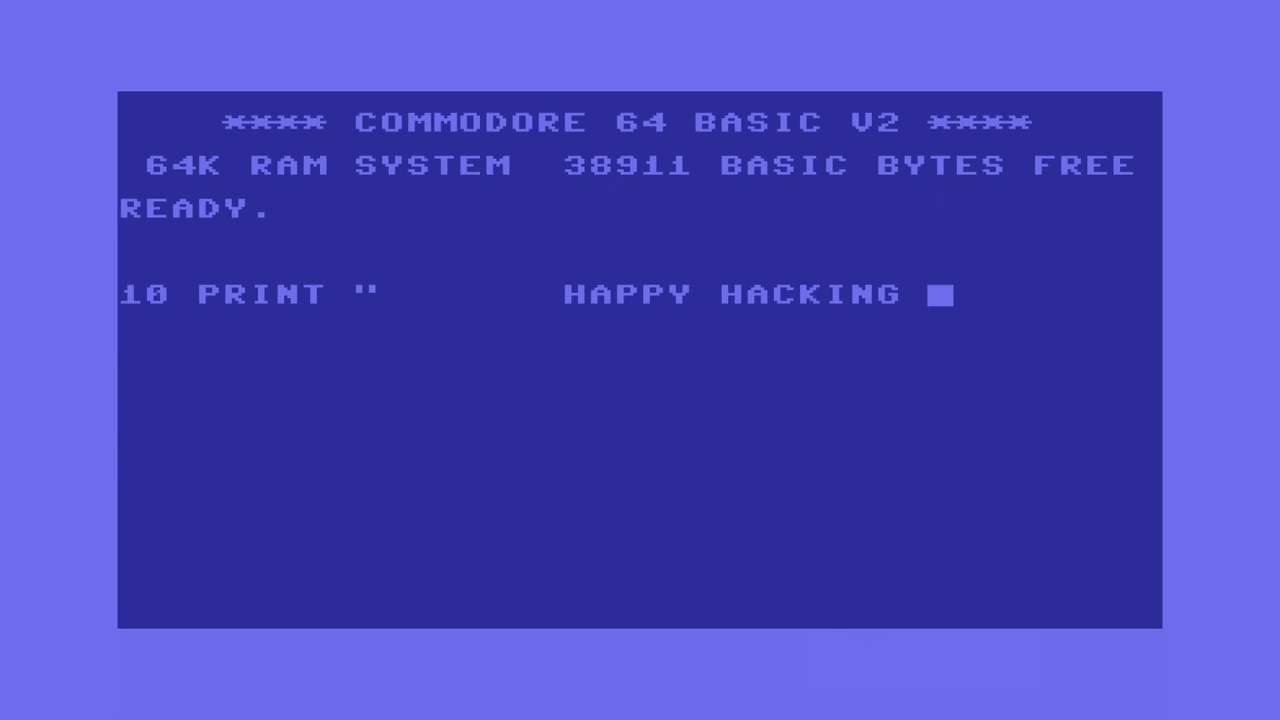 **** COMMODORE 64 BASIC V2 ****
64K RAM SYSTEM  38911 BASIC BYTES FREE
READY.
10 PRINT "       HAPPY HACKING